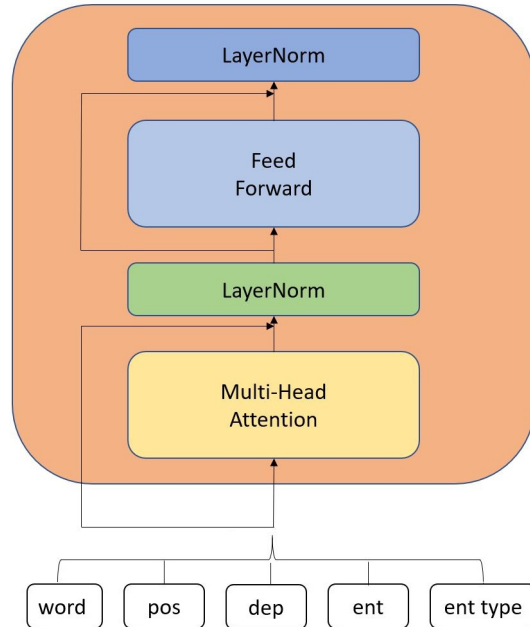 LayerNorm
Feed
Forward
LayerNorm
Multi-Head
Attention
word pos dep ent ent type